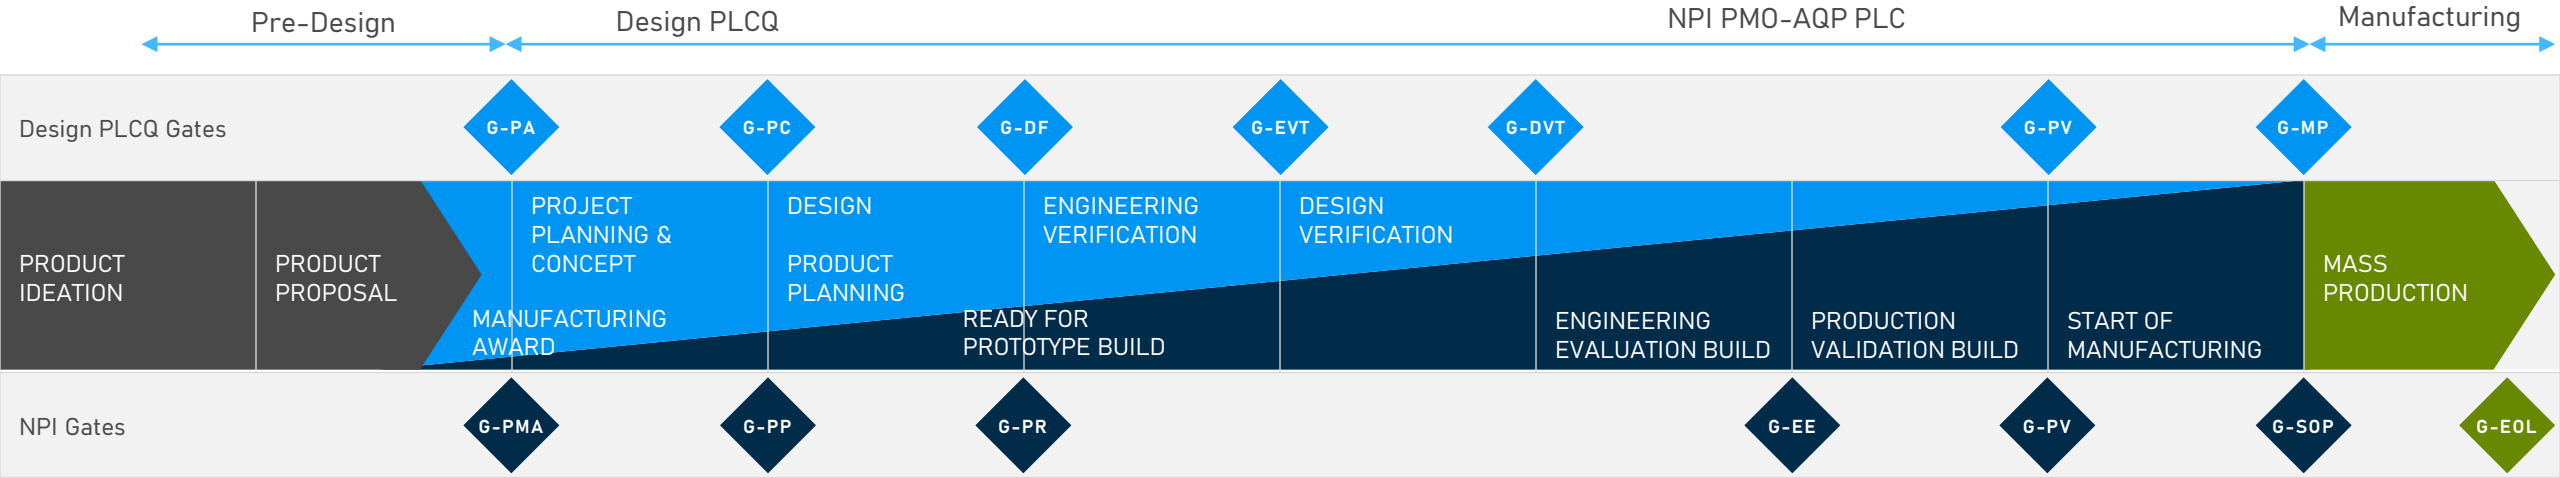 Pre-Design
Design PLCQ
NPI PMO-AQP PLC
Manufacturing
Design PLCQ Gates
G-PA
G-PC
G-DF
G-EVT
G-DVT
G-PV
G-MP
PRODUCT
IDEATION
PRODUCT
PROPOSAL
PROJECT
PLANNING &
CONCEPT
MANUFACTURING
AWARD
DESIGN
PRODUCT
PLANNING
READY FOR
PROTOTYPE BUILD
ENGINEERING
VERIFICATION
DESIGN
VERIFICATION
ENGINEERING
EVALUATION BUILD
PRODUCTION
VALIDATION BUILD
START OF
MANUFACTURING
MASS
PRODUCTION
NPI Gates
G-PMA
G-PP
G-PR
G-EE
G-PV
G-SOP
G-EOL